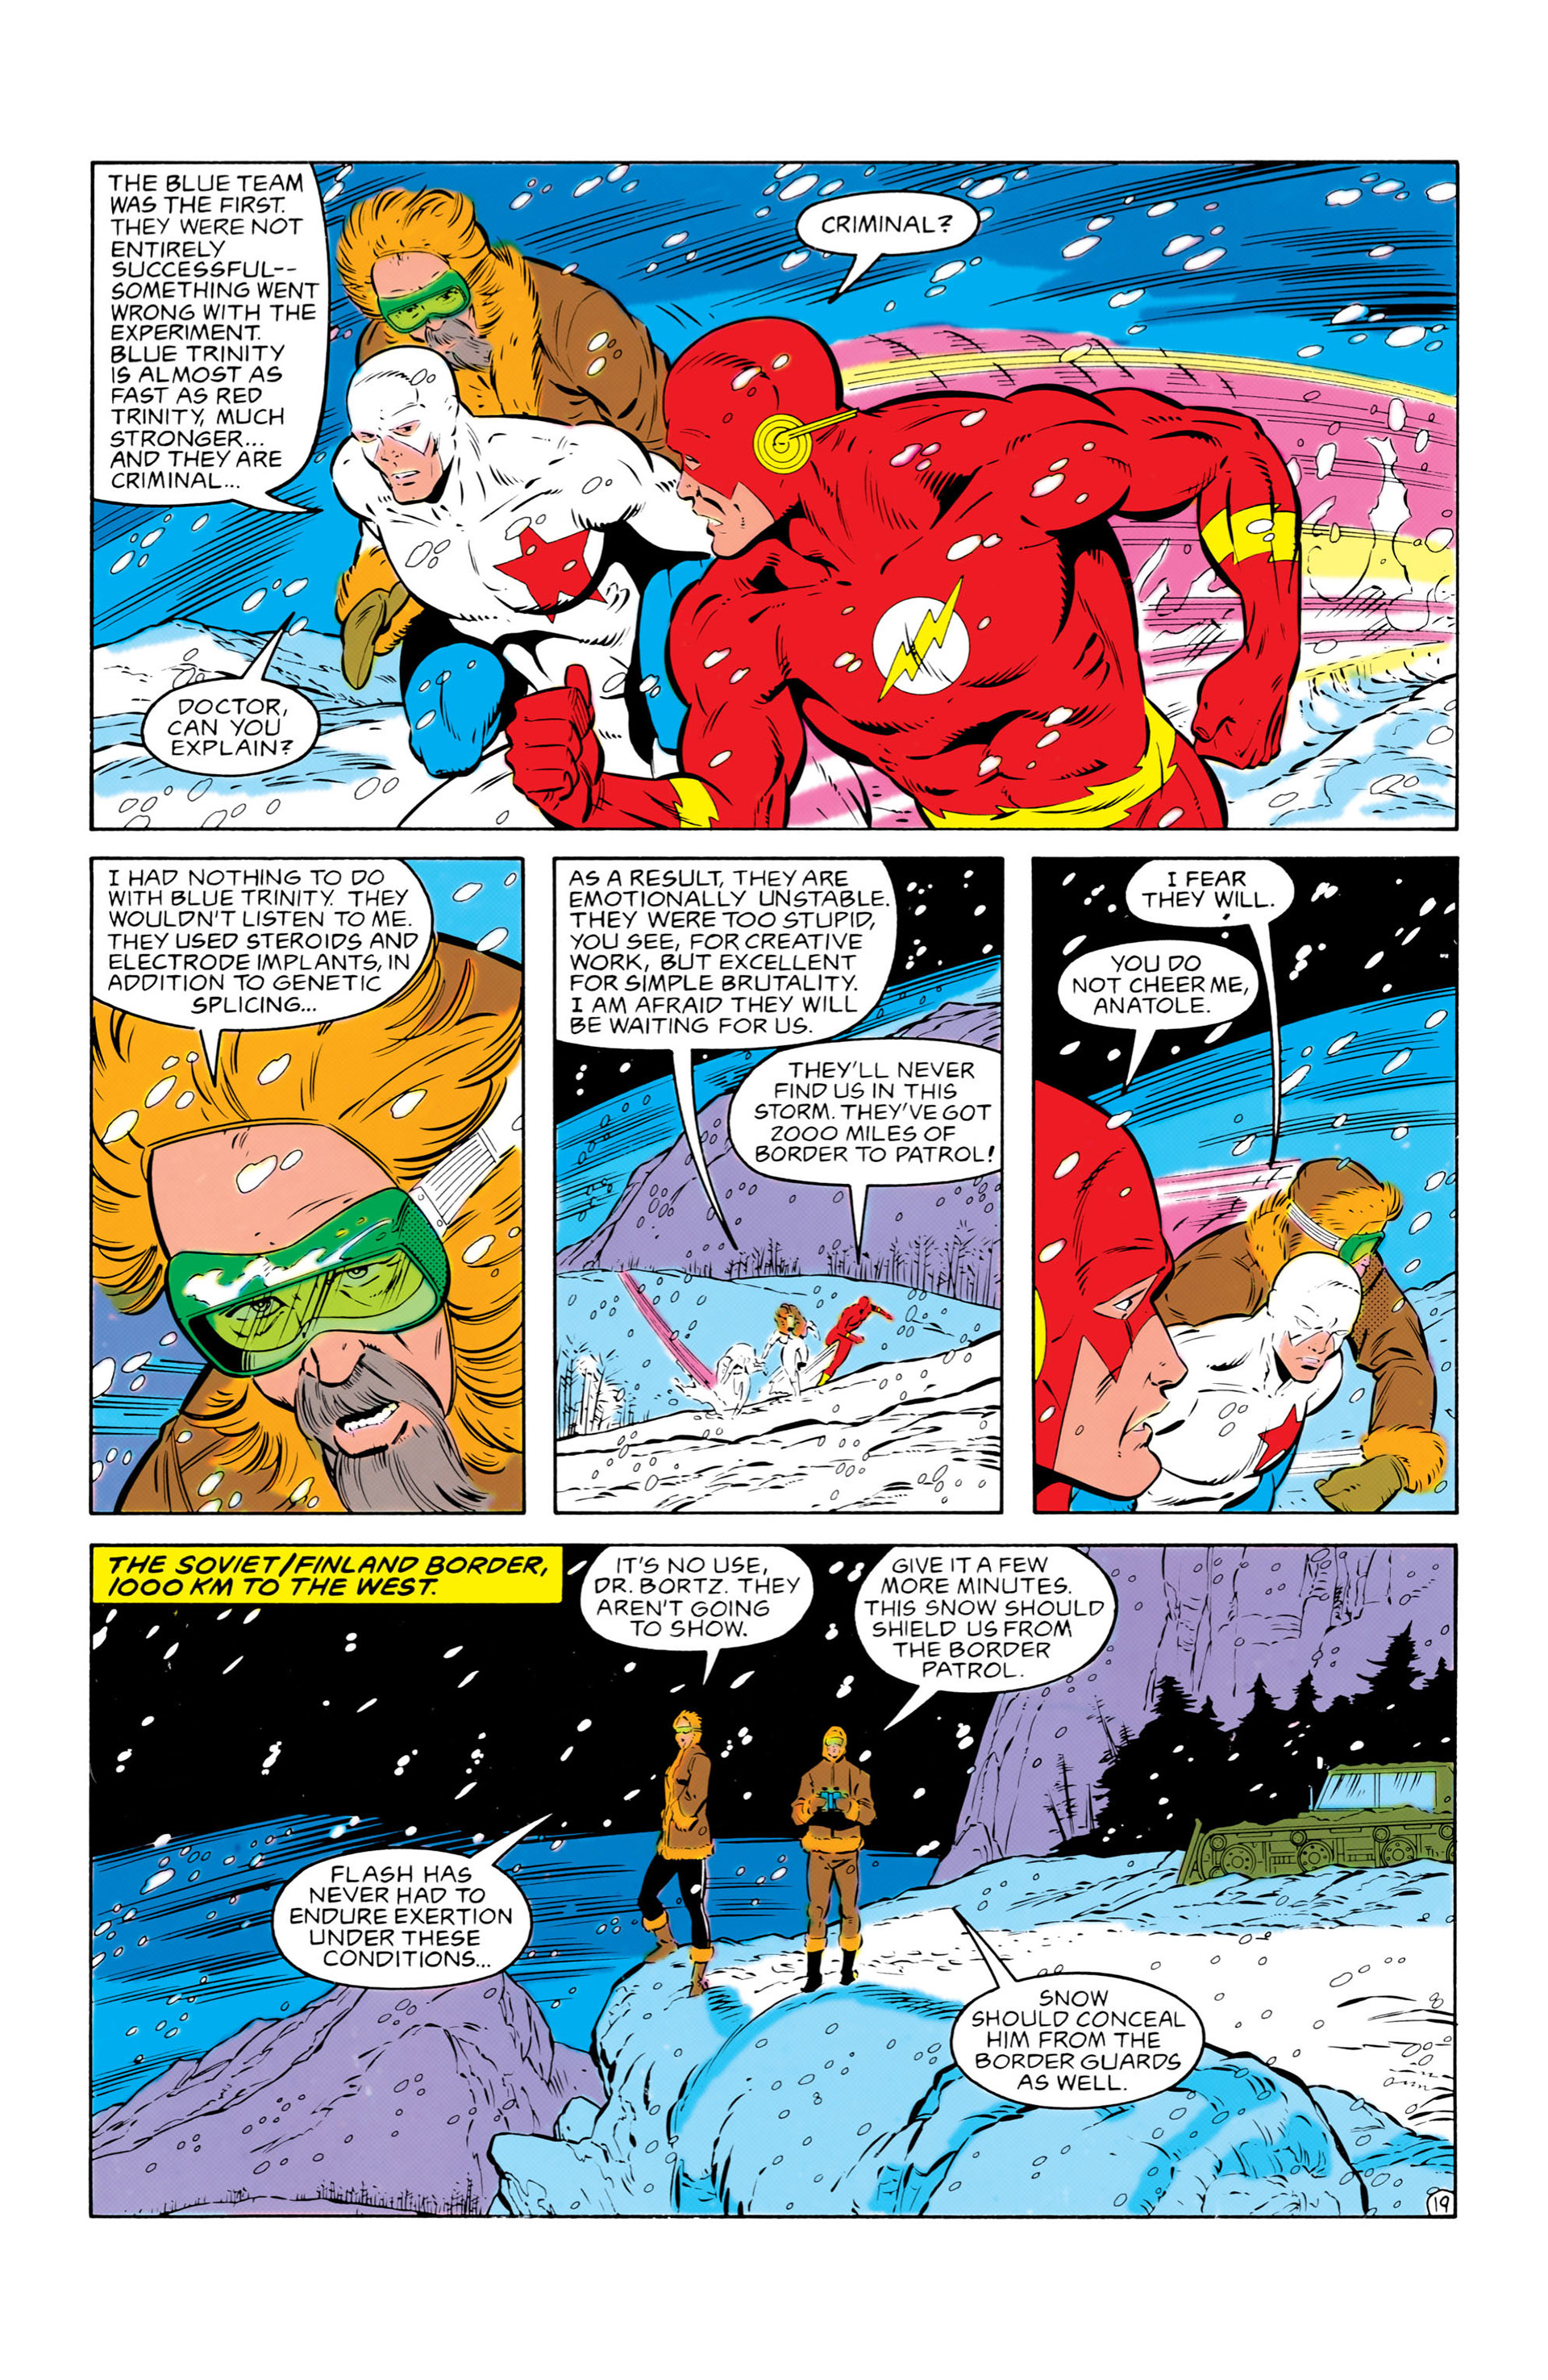 THE BLUE TEAM
WAS THE FIRST.
THEY WERE NOT
ENTIRELY
SUCCESSFUL--
SOMETHING WENT
WRONG WITH THE
EXPERIMENT.
BLUE TRINITY
IS ALMOST AS
FAST AS RED
TRINITY, MUCH
STRONGER...
AND THEY ARE
CRIMINAL...
CRIMINAL?
DOCTOR,
CAN YOU
EXPLAIN?
I HAD NOTHING TO DO
WITH BLUE TRINITY. THEY
WOULDN'T LISTEN TO ME.
THEY USED STEROIDS AND
ELECTRODE IMPLANTS, IN
ADDITION TO GENETIC
SPLICING...
AS A RESULT, THEY ARE
EMOTIONALLY UNSTABLE.
THEY WERE TOO STUPID,
YOU SEE, FOR CREATIVE
WORK, BUT EXCELLENT
FOR SIMPLE BRUTALITY.
I AM AFRAID THEY WILL
BE WAITING FOR US.
THEY'LL NEVER
FIND US IN THIS
STORM. THEY'VE GOT
2000 MILES OF
BORDER TO PATROL!
I FEAR
THEY WILL.
YOU DO
NOT CHEER ME,
ANATOLE.
THE SOVIET/FINLAND BORDER,
1000 KM TO THE WEST.
IT'S NO USE,
DR. BORTZ. THEY
AREN'T GOING
TO SHOW.
GIVE IT A FEW
MORE MINUTES.
THIS SNOW SHOULD
SHIELD US FROM
THE BORDER
PATROL.
FLASH HAS
NEVER HAD TO
ENDURE EXERTION
UNDER THESE
CONDITIONS...
SNOW
SHOULD CONCEAL
HIM FROM THE
BORDER GUARDS
AS WELL.
19